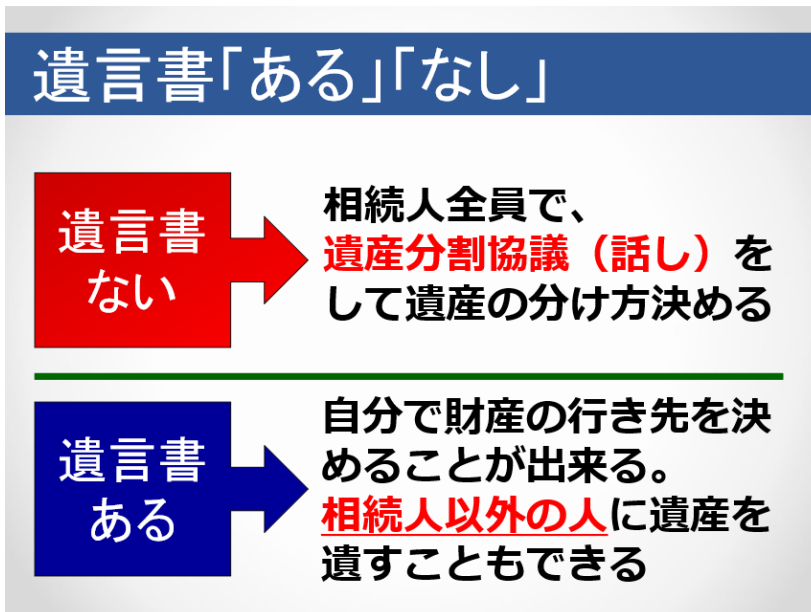 遺言書「ある」「なし」
遺言書
ない
相続人全員で、
遺産分割協議（話し）を
して遺産の分け方決める
遺言書
ある
自分で財産の行き先を決
めることが出来る。
相続人以外の人に遺産を
遺すこともできる